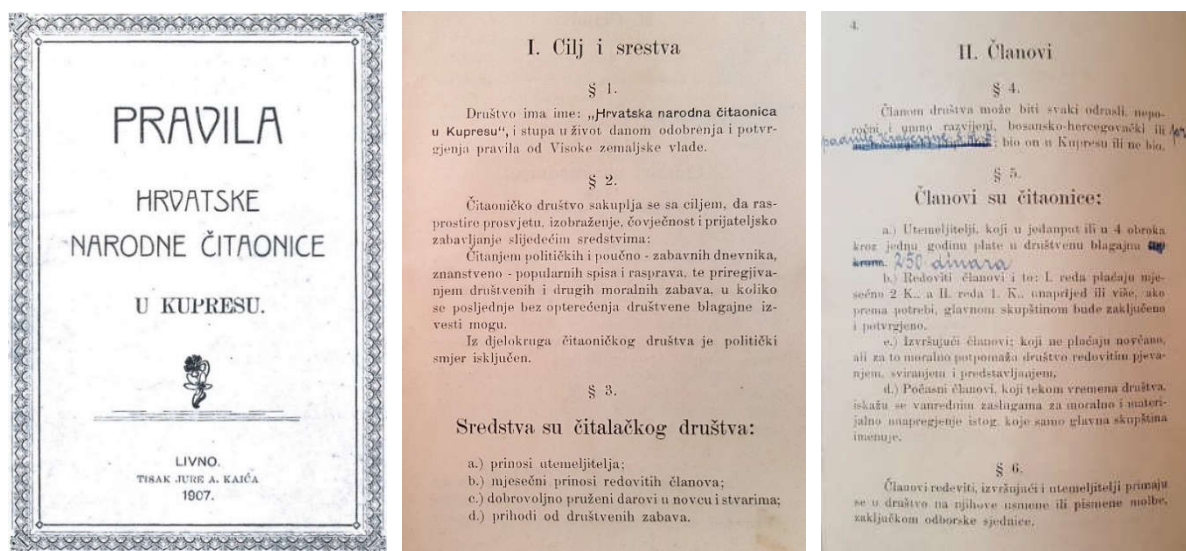 PRAVILA
HRVATSKE
NARODNE ČITAONICE
U KUPRESU.
LIVNO.
TISAK JURE A. KAIĆA
1907.
I. Cilj i srestva
§ 1.
Društvo ima ime: „Hrvatska narodna čitaonica
u Kupresu“, i stupa u život danom odobrenja i potvr-
gjenja pravila od Visoke zemaljske vlade.
§ 2.
Čitaoničko društvo sakuplja se sa ciljem, da ras-
prostire prosvjetu, izobraženje, čovječnost i prijateljsko
zabavljanje slijedećim sredstvima:
Čitanjem političkih i poučno - zabavnih dnevnika,
znanstveno - popularnih spisa i rasprava, te priregjiva-
njem društvenih i drugih moralnih zabava, u koliko
se posljednje bez opterećenja društvene blagajne iz-
vesti mogu.
Iz djelokruga čitaoničkog društva je politički
smjer isključen.
§ 3.
Sredstva su čitalačkog društva:
a.) prinosi utemeljitelja;
b.) mjesečni prinosi redovitih članova;
c.) dobrovoljno pruženi darovi u novcu i stvarima;
d.) prihodi od društvenih zabava.
4.
II. Članovi
§ 4.
Članom društva može biti svaki odrasli, nepo-
ročni i umno razvijeni, bosansko-hercegovački ili
; bio on u Kupresu ili ne bio.
§ 5.
Članovi su čitaonice:
a.) Utemeljitelji, koji u jedanput ili u 4 obroka
kroz jednu godinu plate u društvenu blagajnu
krune. 250 dinara
b.) Redoviti članovi i to: I. reda plaćaju mje-
sečno 2 K., a II. reda 1. K., unaprijed ili više, ako
prema potrebi, glavnom skupštinom bude zaključeno
i potvrgjeno.
c.) Izvršujući članovi; koji ne plaćaju novčano,
ali za to moralno potpomažu društvo redovitim pjeva-
njem, sviranjem i predstavljanjem,
d.) Počasni članovi, koji tekom vremena društva,
iskažu se vanrednim zaslugama za moralno i materi-
jalno unapregjenje istog, koje samo glavna skupština
imenuje.
§ 6.
Članovi redeviti, izvršujući i utemeljitelji primaju
se u društvo na njihove usmene ili pismene molbe,
zaključkom odborske sjednice.